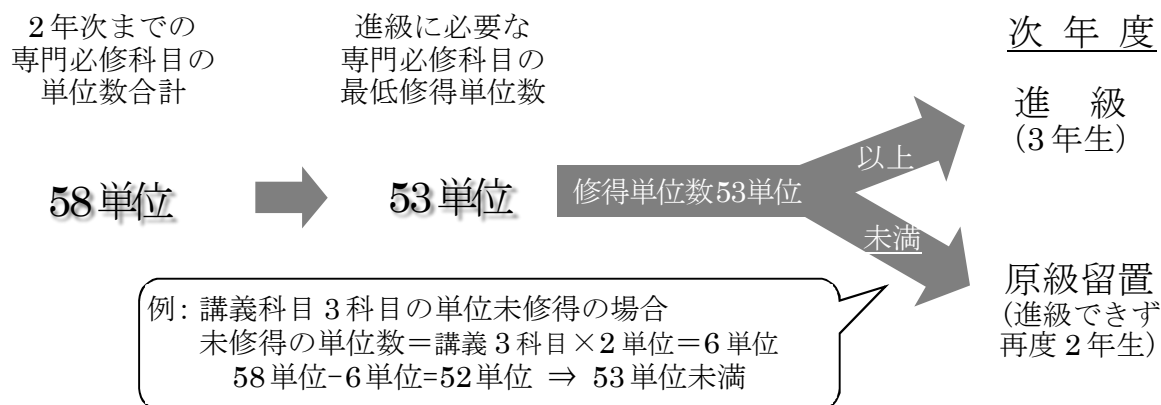 2年次までの
専門必修科目の
単位数合計
58単位
進級に必要な
専門必修科目の
最低修得単位数
53単位
修得単位数53単位
以上
未満
次年度
進級
(3年生)
原級留置
(進級できず
再度2年生)
例：講義科目3科目の単位未修得の場合
未修得の単位数＝講義3科目×2単位＝6単位
58単位-6単位=52単位 ⇒ 53単位未満